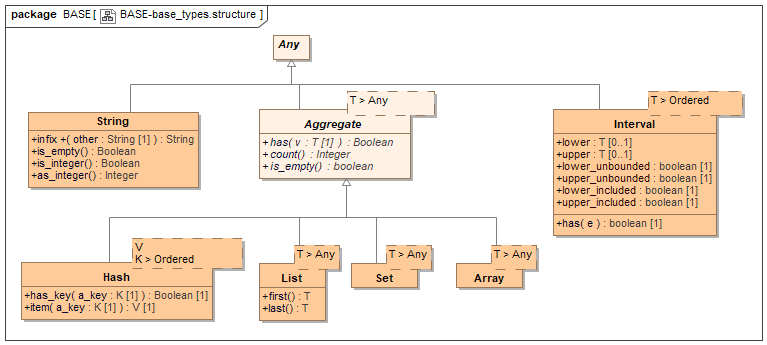 package BASE [ BASE-base_types.structure ]
Any
T > Any
T > Ordered
String
+infix +( other : String [1] ) : String
+is_empty() : Boolean
+is_integer() : Boolean
+as_integer() : Integer
Aggregate
+has( v : T [1] ) : Boolean
+count() : Integer
+is_empty() : boolean
Interval
+lower : T [0..1]
+upper : T [0..1]
+lower_unbounded : boolean [1]
+upper_unbounded : boolean [1]
+lower_included : boolean [1]
+upper_included : boolean [1]
+has( e ) : boolean [1]
V
K > Ordered
Hash
+has_key( a_key : K [1] ) : Boolean [1]
+item( a_key : K [1] ) : V [1]
T > Any
List
+first() : T
+last() : T
T > Any
Set
T > Any
Array